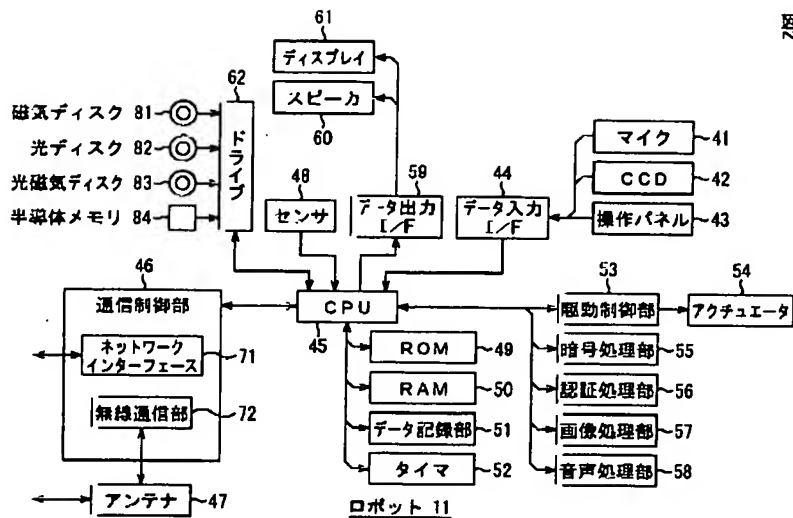 図2
61
ディスプレイ
スピーカ
60
62
ドライブ
磁気ディスク 81
光ディスク 82
光磁気ディスク 83
半導体メモリ 84
48
センサ
59
データ出力
I/F
44
データ入力
I/F
マイク 41
CCD 42
操作パネル 43
46
通信制御部
ネットワーク
インターフェース
71
無線通信部
72
アンテナ 47
CPU
45
ROM 49
RAM 50
データ記録部 51
タイマ 52
53
駆動制御部
54
アクチュエータ
暗号処理部 55
認証処理部 56
画像処理部 57
音声処理部 58
ロボット 11